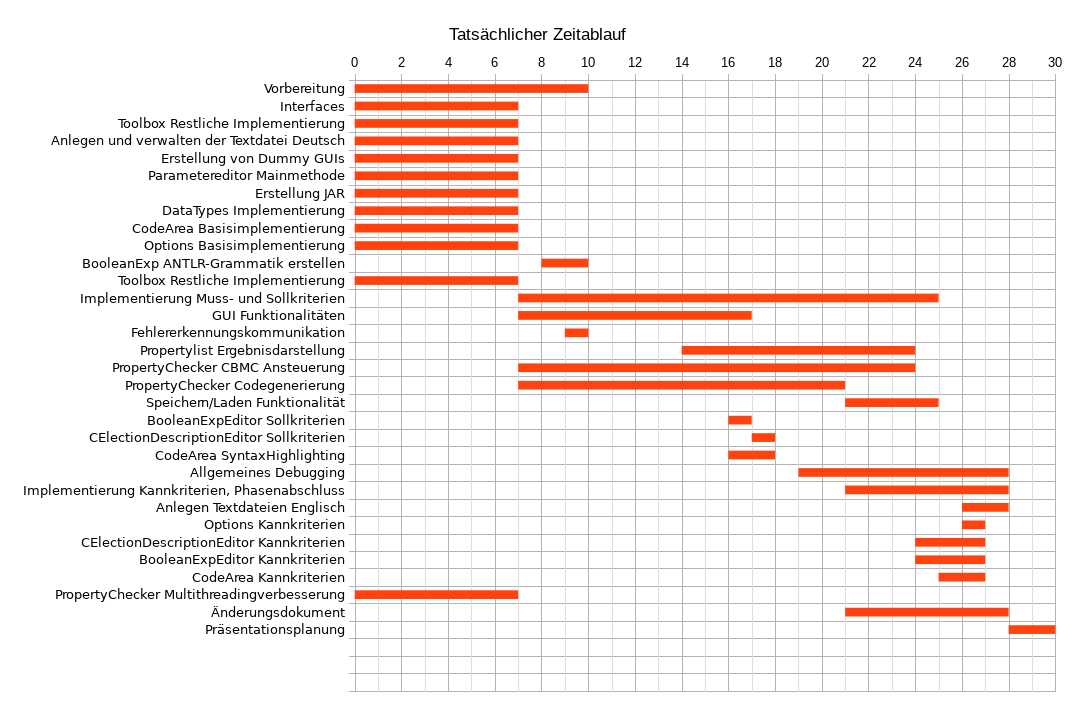 Tatsächlicher Zeitablauf
0 2 4 6 8 10 12 14 16 18 20 22 24 26 28 30
Vorbereitung
Interfaces
Toolbox Restliche Implementierung
Anlegen und verwalten der Textdatei Deutsch
Erstellung von Dummy GUIs
Parametereditor Mainmethode
Erstellung JAR
DataTypes Implementierung
CodeArea Basisimplementierung
Options Basisimplementierung
BooleanExp ANTLR-Grammatik erstellen
Toolbox Restliche Implementierung
Implementierung Muss- und Sollkriterien
GUI Funktionalitäten
Fehlererkennungskommunikation
Propertylist Ergebnisdarstellung
PropertyChecker CBMC Ansteuerung
PropertyChecker Codegenerierung
Speichern/Laden Funktionalität
BooleanExpEditor Sollkriterien
CElectionDescriptionEditor Sollkriterien
CodeArea SyntaxHighlighting
Allgemeines Debugging
Implementierung Kannkriterien, Phasenabschluss
Anlegen Textdateien Englisch
Options Kannkriterien
CElectionDescriptionEditor Kannkriterien
BooleanExpEditor Kannkriterien
CodeArea Kannkriterien
PropertyChecker Multithreadingverbesserung
Änderungsdokument
Präsentationsplanung